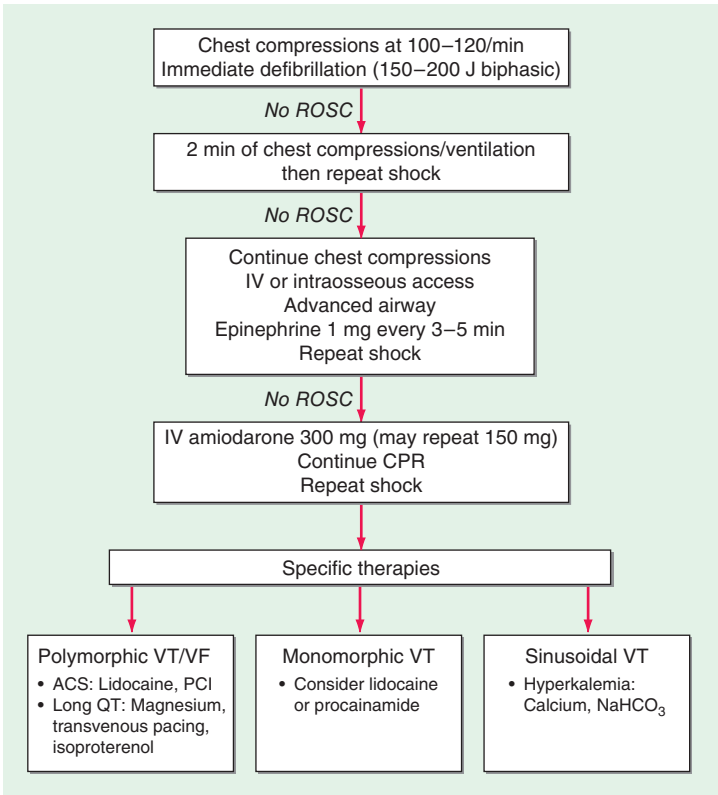 Chest compressions at 100–120/min
Immediate defibrillation (150–200 J biphasic)
No ROSC
2 min of chest compressions/ventilation
then repeat shock
No ROSC
Continue chest compressions
IV or intraosseous access
Advanced airway
Epinephrine 1 mg every 3–5 min
Repeat shock
No ROSC
IV amiodarone 300 mg (may repeat 150 mg)
Continue CPR
Repeat shock
Specific therapies
Polymorphic VT/VF
• ACS: Lidocaine, PCI
• Long QT: Magnesium,
transvenous pacing,
isoproterenol
Monomorphic VT
• Consider lidocaine
or procainamide
Sinusoidal VT
• Hyperkalemia:
Calcium, NaHCO₃